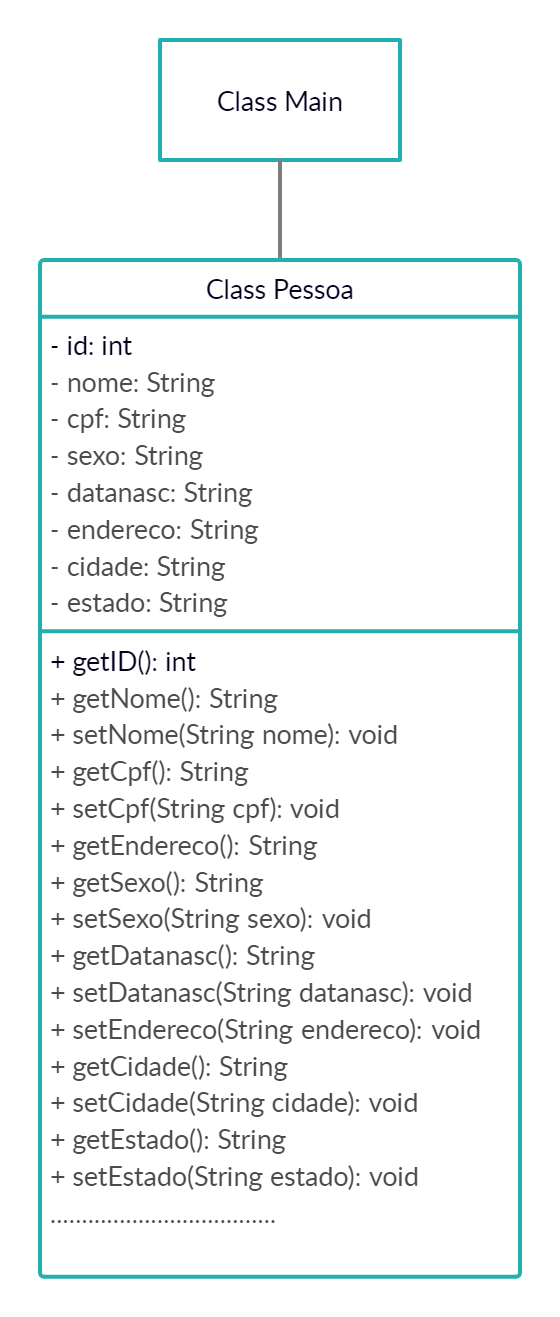 Class Main
Class Pessoa
- id: int
- nome: String
- cpf: String
- sexo: String
- datanasc: String
- endereco: String
- cidade: String
- estado: String
+ getID(): int
+ getNome(): String
+ setNome(String nome): void
+ getCpf(): String
+ setCpf(String cpf): void
+ getEndereco(): String
+ getSexo(): String
+ setSexo(String sexo): void
+ getDatanasc(): String
+ setDatanasc(String datanasc): void
+ setEndereco(String endereco): void
+ getCidade(): String
+ setCidade(String cidade): void
+ getEstado(): String
+ setEstado(String estado): void
....................................